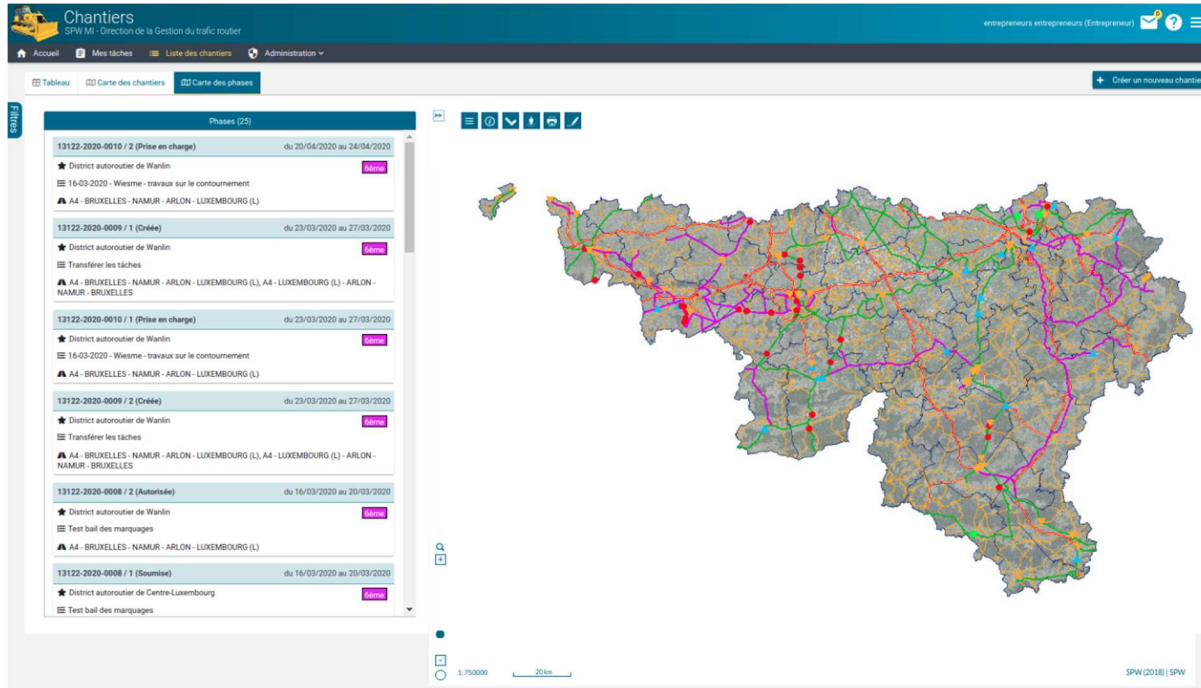 Chantiers
SPW MI - Direction de la Gestion du trafic routier
entrepreneurs entrepreneurs (Entrepreneur)
Accueil Mes tâches Liste des chantiers Administration
Tableau Carte des chantiers Carte des phases
+ Créer un nouveau chantie
Filtres
Phases (25)
13122-2020-0010 / 2 (Prise en charge) du 20/04/2020 au 24/04/2020
District autoroutier de Wanlin 6ème
16-03-2020 - Wiesme - travaux sur le contournement
A4 - BRUXELLES - NAMUR - ARLON - LUXEMBOURG (L)
13122-2020-0009 / 1 (Créée) du 23/03/2020 au 27/03/2020
District autoroutier de Wanlin 6ème
Transférer les tâches
A4 - BRUXELLES - NAMUR - ARLON - LUXEMBOURG (L), A4 - LUXEMBOURG (L) - ARLON -
NAMUR - BRUXELLES
13122-2020-0010 / 1 (Prise en charge) du 23/03/2020 au 27/03/2020
District autoroutier de Wanlin 6ème
16-03-2020 - Wiesme - travaux sur le contournement
A4 - BRUXELLES - NAMUR - ARLON - LUXEMBOURG (L)
13122-2020-0009 / 2 (Créée) du 23/03/2020 au 27/03/2020
District autoroutier de Wanlin 6ème
Transférer les tâches
A4 - BRUXELLES - NAMUR - ARLON - LUXEMBOURG (L), A4 - LUXEMBOURG (L) - ARLON -
NAMUR - BRUXELLES
13122-2020-0008 / 2 (Autorisée) du 16/03/2020 au 20/03/2020
District autoroutier de Wanlin 6ème
Test bail des marquages
A4 - BRUXELLES - NAMUR - ARLON - LUXEMBOURG (L)
13122-2020-0008 / 1 (Soumise) du 16/03/2020 au 20/03/2020
District autoroutier de Centre-Luxembourg 6ème
Test bail des marquages
1: 750000 20 km SPW (2018) | SPW